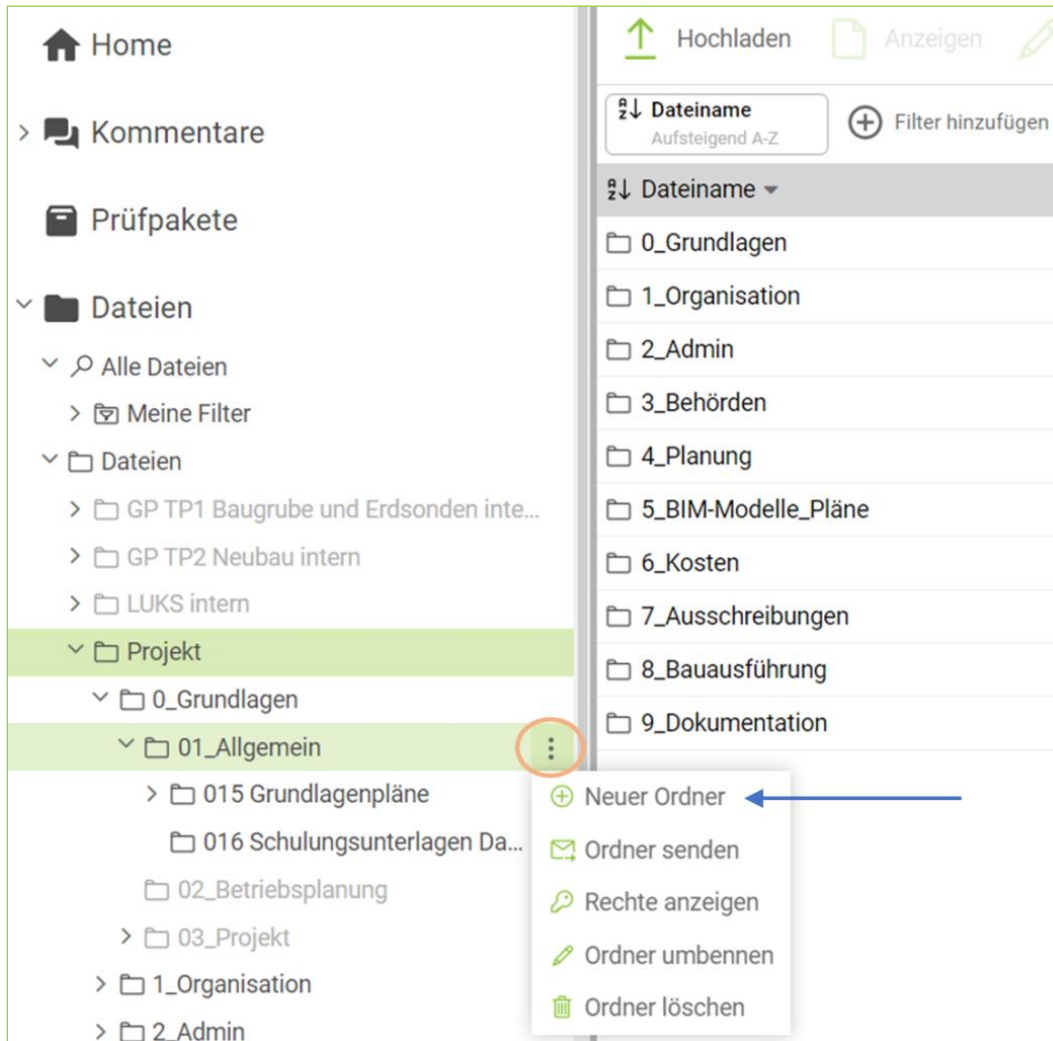 Home
Kommentare
Prüfpakete
Dateien
Alle Dateien
Meine Filter
Dateien
GP TP1 Baugrube und Erdsonden inte...
GP TP2 Neubau intern
LUKS intern
Projekt
0_Grundlagen
01_Allgemein
015 Grundlagenpläne
016 Schulungsunterlagen Da...
02_Betriebsplanung
03_Projekt
1_Organisation
2_Admin
Hochladen Anzeigen
Dateiname
Aufsteigend A-Z
Filter hinzufügen
Dateiname
0_Grundlagen
1_Organisation
2_Admin
3_Behörden
4_Planung
5_BIM-Modelle_Pläne
6_Kosten
7_Ausschreibungen
8_Bauausführung
9_Dokumentation
Neuer Ordner
Ordner senden
Rechte anzeigen
Ordner umbennen
Ordner löschen